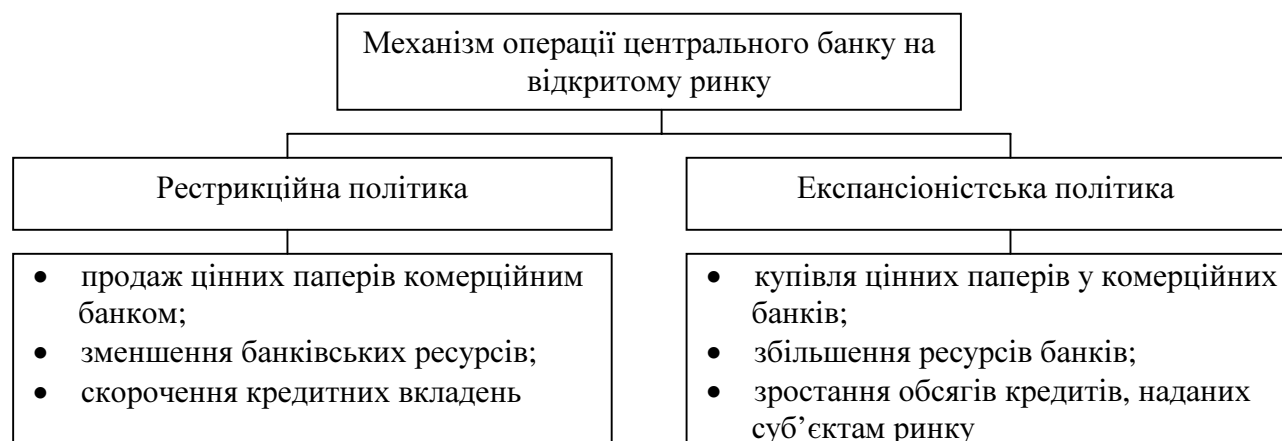 Механізм операції центрального банку на
відкритому ринку
Рестрикційна політика
Експансіоністська політика
• продаж цінних паперів комерційним
банком;
• зменшення банківських ресурсів;
• скорочення кредитних вкладень
• купівля цінних паперів у комерційних
банків;
• збільшення ресурсів банків;
• зростання обсягів кредитів, наданих
суб’єктам ринку